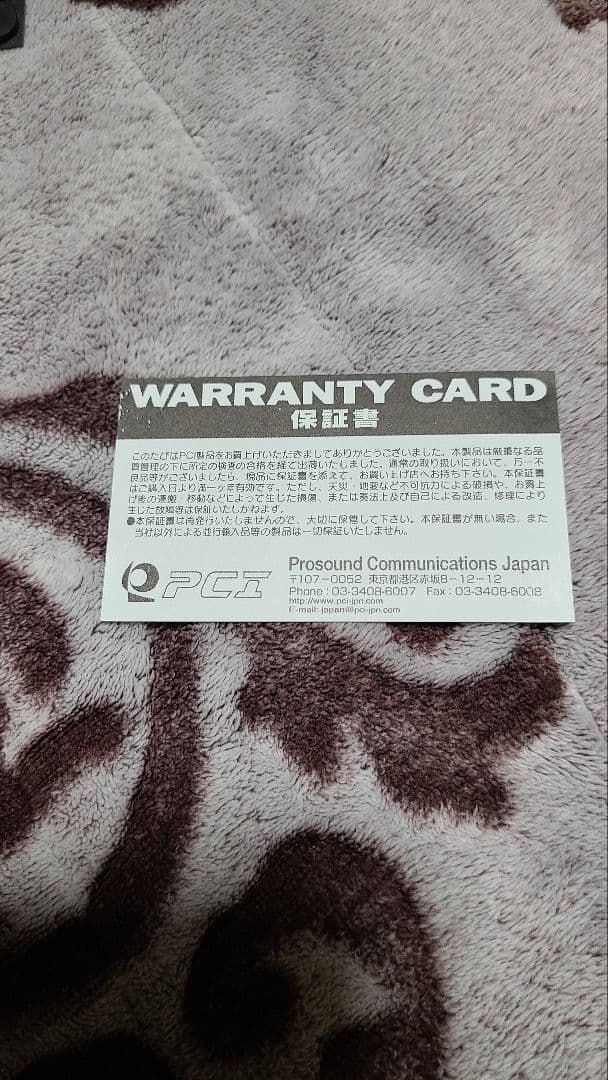 WARRANTY CARD
保証書
このたびはPCI製品をお買上げいただきましてありがとうございました。本製品は厳重なる品
質管理の下に所定の検査の合格を経て出荷いたしました。通常の取り扱いにおいて、万一不
良品等がございましたら、現品に保証書を添えて、お買い上げ店へお持ち下さい。本保証書
はご購入日より満一ヶ年有効です。ただし、天災・地変など不可抗力による破損や、お買上
げ後の運搬・移動などによって生じた損傷、または奏法上及び自己による改造、修理により
生じた故障等は保証いたしかねます。
●本保証書は再発行いたしませんので、大切に保管して下さい。本保証書が無い場合、また
当社以外による並行輸入品等の製品は一切保証いたしません。
PCI
Prosound Communications Japan
〒107-0052 東京都港区赤坂8-12-12
Phone : 03-3408-6007 Fax : 03-3408-6008
http://www.pci-jpn.com
E-mail: japan@pci-jpn.com